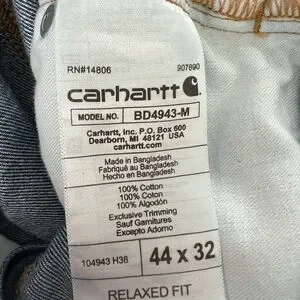 RN#14806 907890
carhartt
MODEL NO. BD4943-M
Carhartt, Inc. P.O. Box 600
Dearborn, MI 48121 USA
carhartt.com
Made in Bangladesh
Fabriqué au Bangladesh
Hecho en Bangladesh
100% Cotton
100% Coton
100% Algodón
Exclusive Trimming
Sauf Garnitures
Excepto Adorno
104943 H38 44 x 32
RELAXED FIT